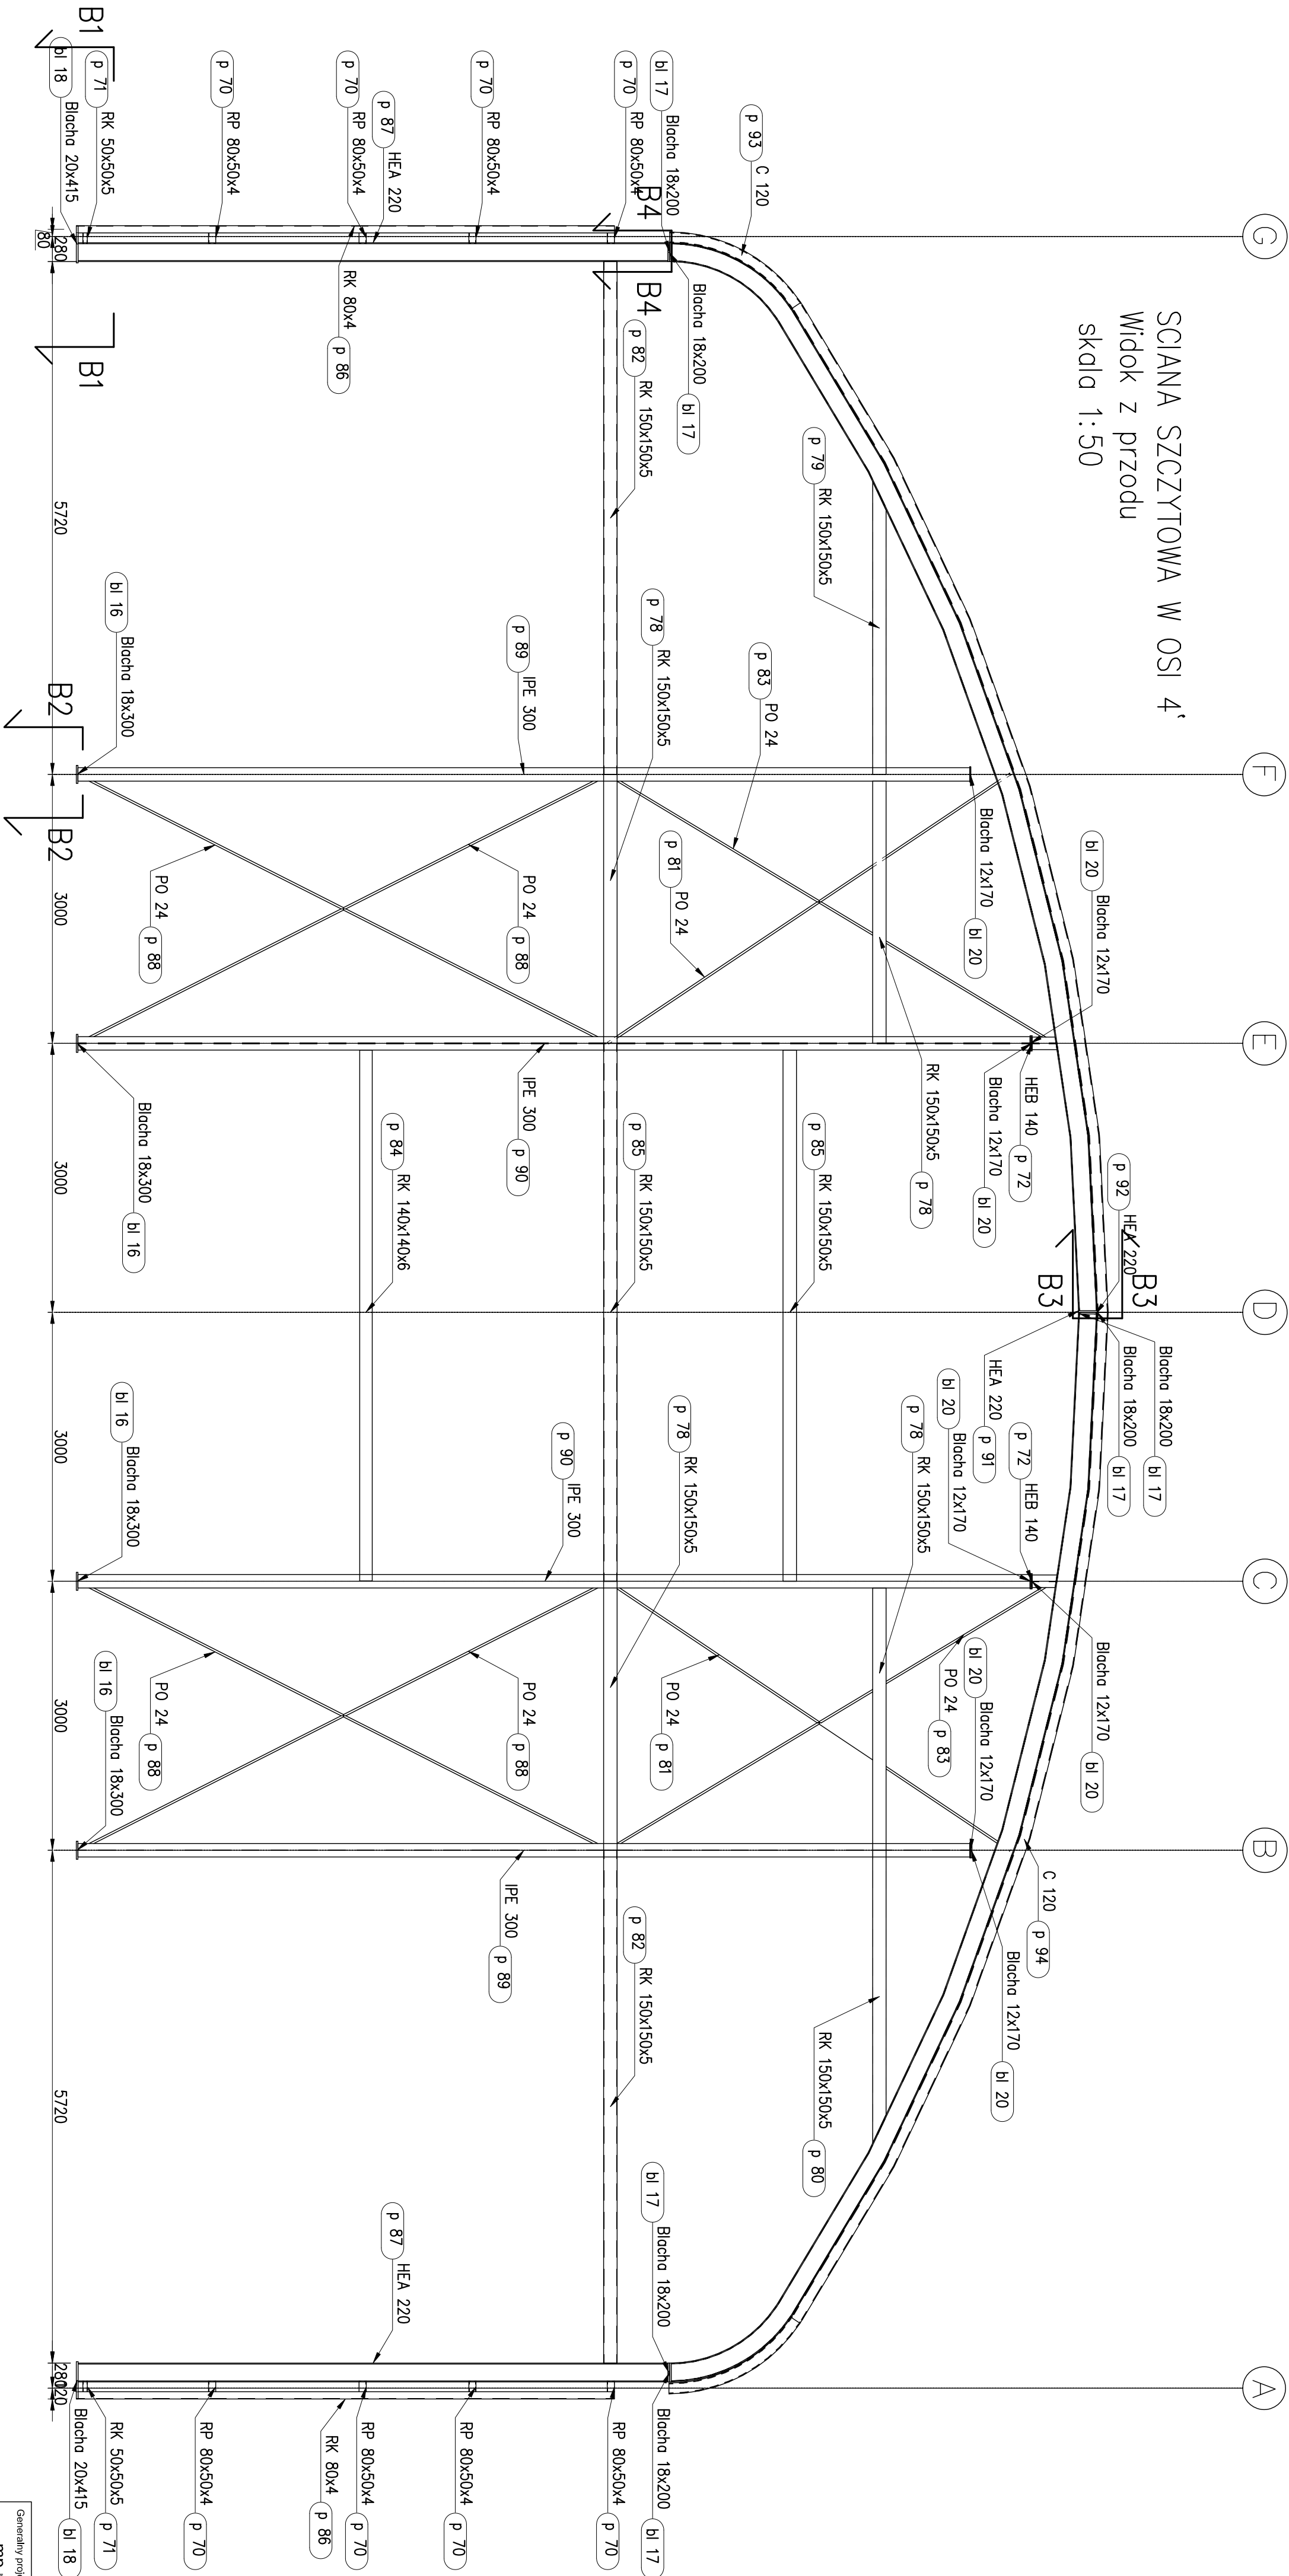 SCIANA SZCZYTOWA W OSI 4'
Widok z przodu
skala 1:50
G
F
E
D
C
B
A
p 93 C 120
bl 17 Blacha 18x200
p 70 RP 80x50x4
p 70 RP 80x50x4
p 87 HEA 220
p 70 RP 80x50x4
p 70 RP 80x50x4
p 71 RK 50x50x5
bl 18 Blacha 20x415
B1
B1
B4
B4
Blacha 18x200 bl 17
RK 80x4 p 86
p 82 RK 150x150x5
p 79 RK 150x150x5
p 78 RK 150x150x5
p 83 PO 24
p 89 IPE 300
bl 16 Blacha 18x300
B2
B2
Blacha 12x170 bl 20
p 81 PO 24
PO 24 p 88
PO 24 p 88
bl 20 Blacha 12x170
HEB 140 p 72
Blacha 12x170 bl 20
RK 150x150x5 p 78
IPE 300 p 90
Blacha 18x300 bl 16
p 85 RK 150x150x5
p 85 RK 150x150x5
p 84 RK 140x140x6
p 92 HEA 220
B3
B3
Blacha 18x200 bl 17
Blacha 18x200 bl 17
HEA 220 p 91
p 72 HEB 140
bl 20 Blacha 12x170
p 78 RK 150x150x5
p 78 RK 150x150x5
p 90 IPE 300
bl 16 Blacha 18x300
Blacha 12x170 bl 20
PO 24 p 83
bl 20 Blacha 12x170
PO 24 p 81
PO 24 p 88
PO 24 p 88
bl 16 Blacha 18x300
C 120 p 94
Blacha 12x170 bl 20
IPE 300 p 89
p 82 RK 150x150x5
RK 150x150x5 p 80
bl 17 Blacha 18x200
p 87 HEA 220
Blacha 18x200 bl 17
RP 80x50x4 p 70
RP 80x50x4 p 70
RP 80x50x4 p 70
RK 80x4 p 86
RP 80x50x4 p 70
RK 50x50x5 p 71
Blacha 20x415 bl 18
80
280
5720
3000
3000
3000
3000
5720
280
20